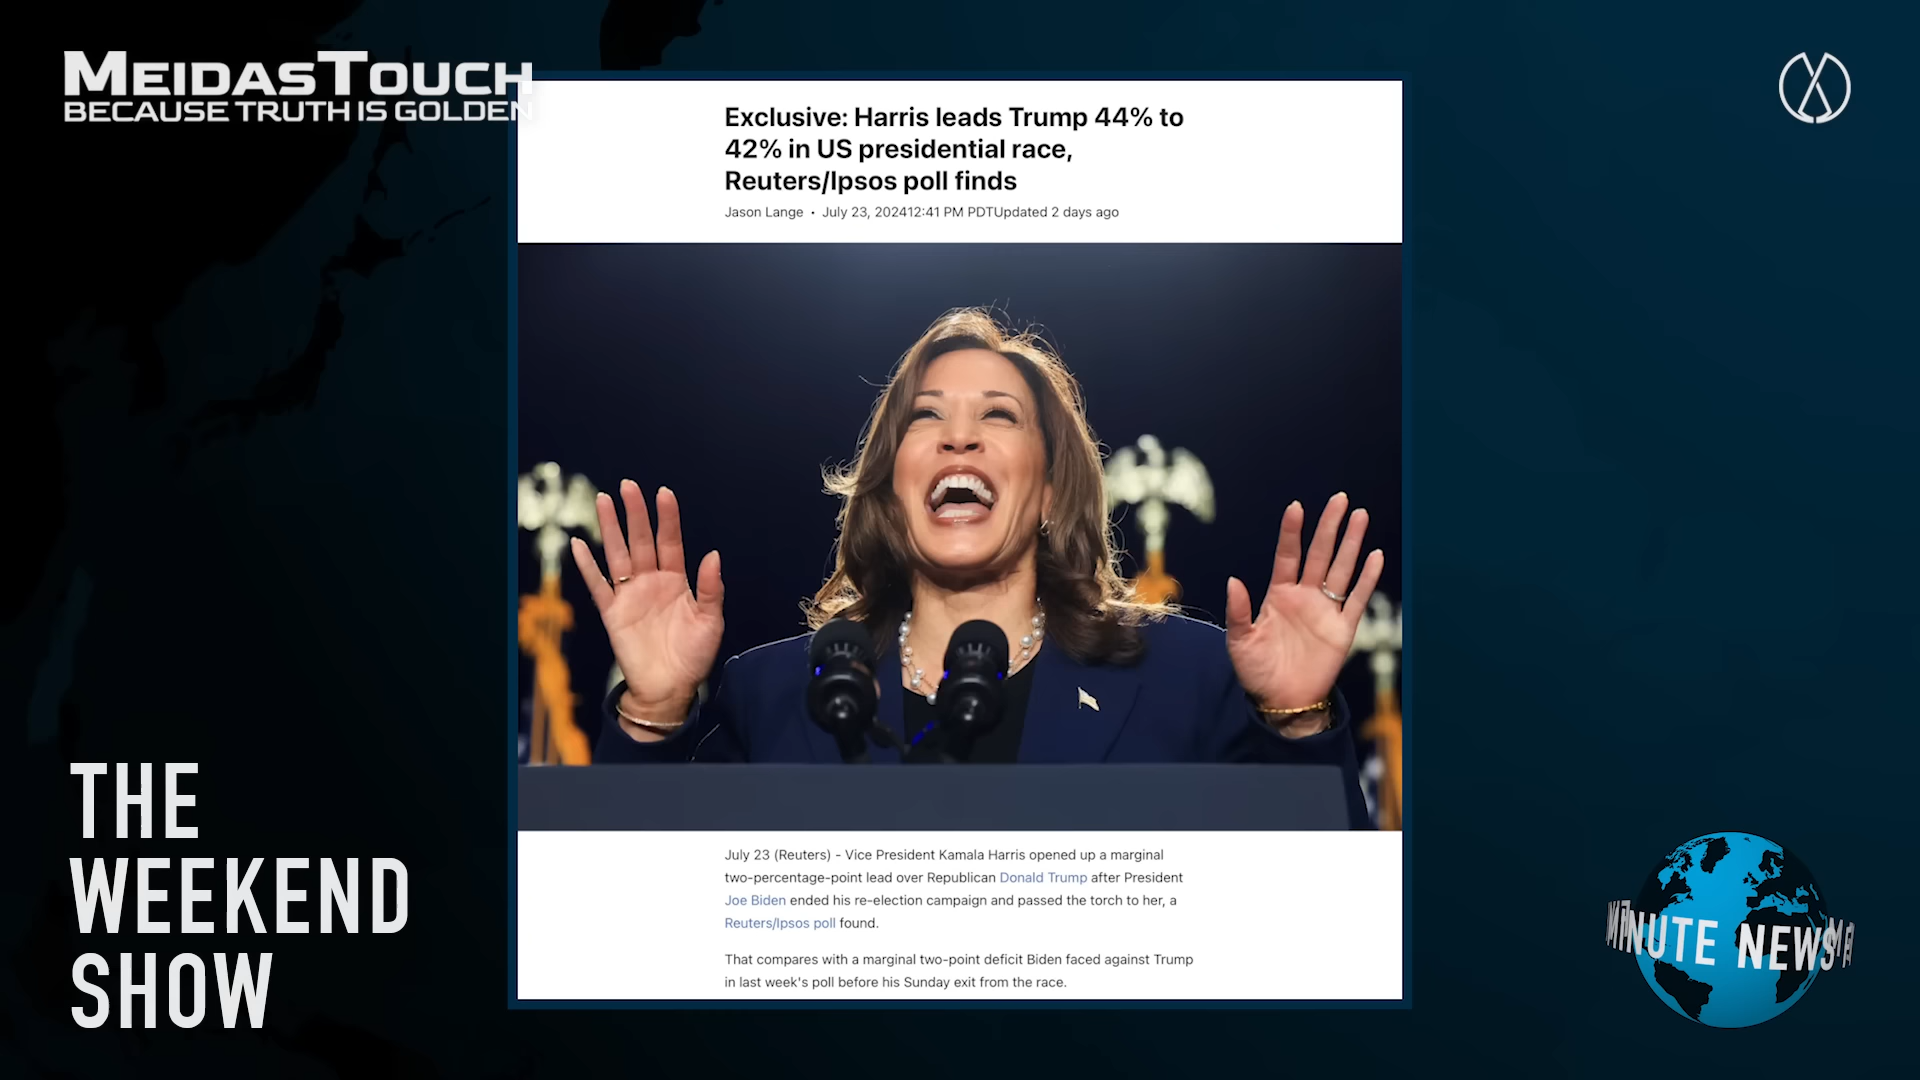 MEIDASTOUCH
BECAUSE TRUTH IS GOLDEN
Exclusive: Harris leads Trump 44% to
42% in US presidential race,
Reuters/Ipsos poll finds
Jason Lange • July 23, 202412:41 PM PDTUpdated 2 days ago
July 23 (Reuters) - Vice President Kamala Harris opened up a marginal
two-percentage-point lead over Republican Donald Trump after President
Joe Biden ended his re-election campaign and passed the torch to her, a
Reuters/Ipsos poll found.
That compares with a marginal two-point deficit Biden faced against Trump
in last week's poll before his Sunday exit from the race.
THE
WEEKEND
SHOW
MINUTE NEWS